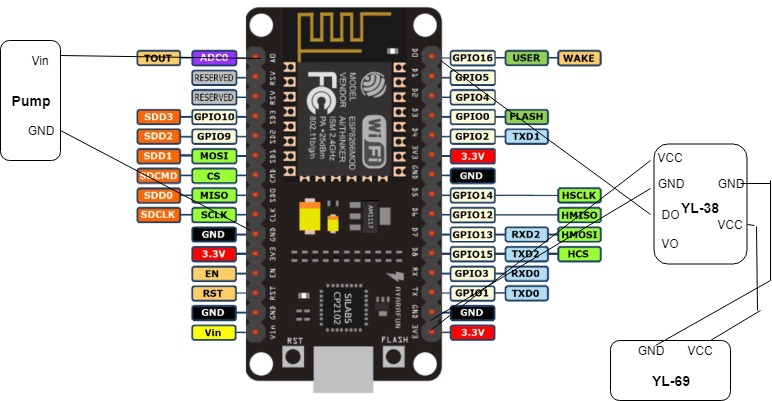 Vin
Pump
GND
TOUT ADC0 A0 D0 GPIO16 USER WAKE
RESERVED RSV D1 GPIO5
RESERVED RSV D2 GPIO4
SDD3 GPIO10 SD3 D3 GPIO0 FLASH
SDD2 GPIO9 SD2 D4 GPIO2 TXD1
SDD1 MOSI SD1 3V3 3.3V
SDCMD CS CMD GND GND
SDD0 MISO SD0 D5 GPIO14 HSCLK
SDCLK SCLK CLK D6 GPIO12 HMISO
GND GND D7 GPIO13 RXD2 HMOSI
3.3V 3V3 D8 GPIO15 TXD2 HCS
EN EN RX GPIO3 RXD0
RST RST TX GPIO1 TXD0
GND GND GND GND
Vin Vin 3V3 3.3V
MODEL ESP8266MOD
VENDOR AI/THINKER
ISM 2.4GHz
PA +25dBm
802.11b/g/n
FC
WiFi
AM1117
SILABS
CP2102
AYARAFUN
RST
FLASH
VCC
GND GND
YL-38
DO
VCC
VO
GND VCC
YL-69